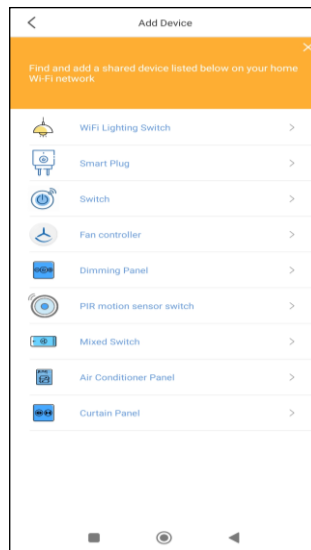 Add Device
Find and add a shared device listed below on your home
Wi-Fi network
WiFi Lighting Switch
Smart Plug
Switch
Fan controller
Dimming Panel
PIR motion sensor switch
Mixed Switch
Air Conditioner Panel
Curtain Panel